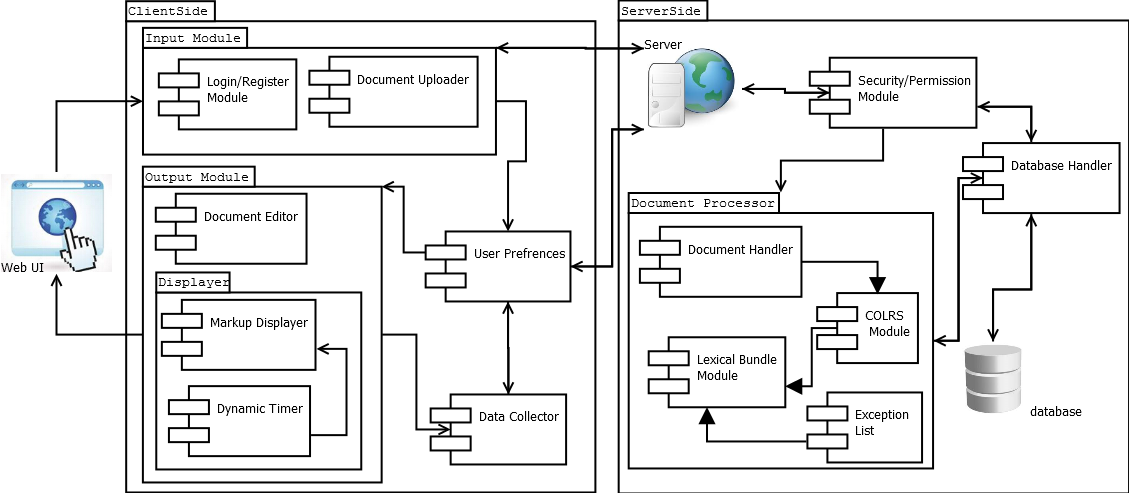 ClientSide
Input Module
Login/Register
Module
Document Uploader
Output Module
Document Editor
Displayer
Markup Displayer
Dynamic Timer
User Prefrences
Data Collector
Web UI
ServerSide
Server
Security/Permission
Module
Database Handler
Document Processor
Document Handler
COLRS
Module
Lexical Bundle
Module
Exception
List
database